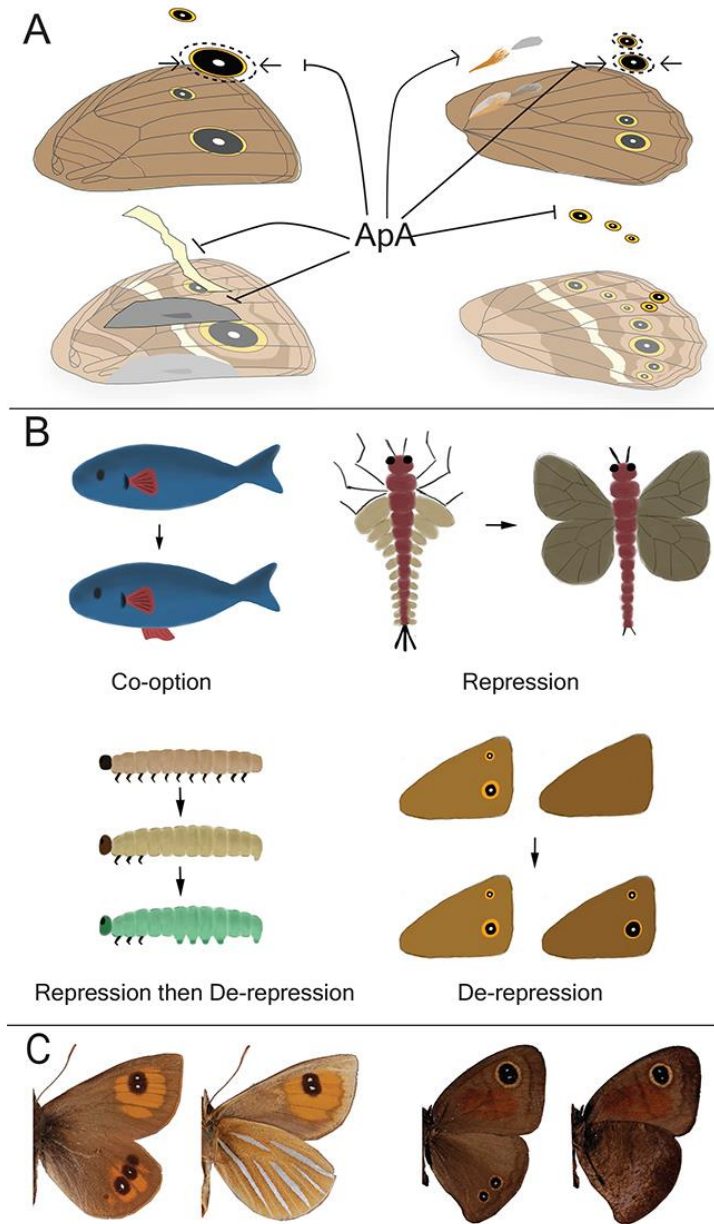 A
ApA
B
Co-option
Repression
Repression then De-repression
De-repression
C